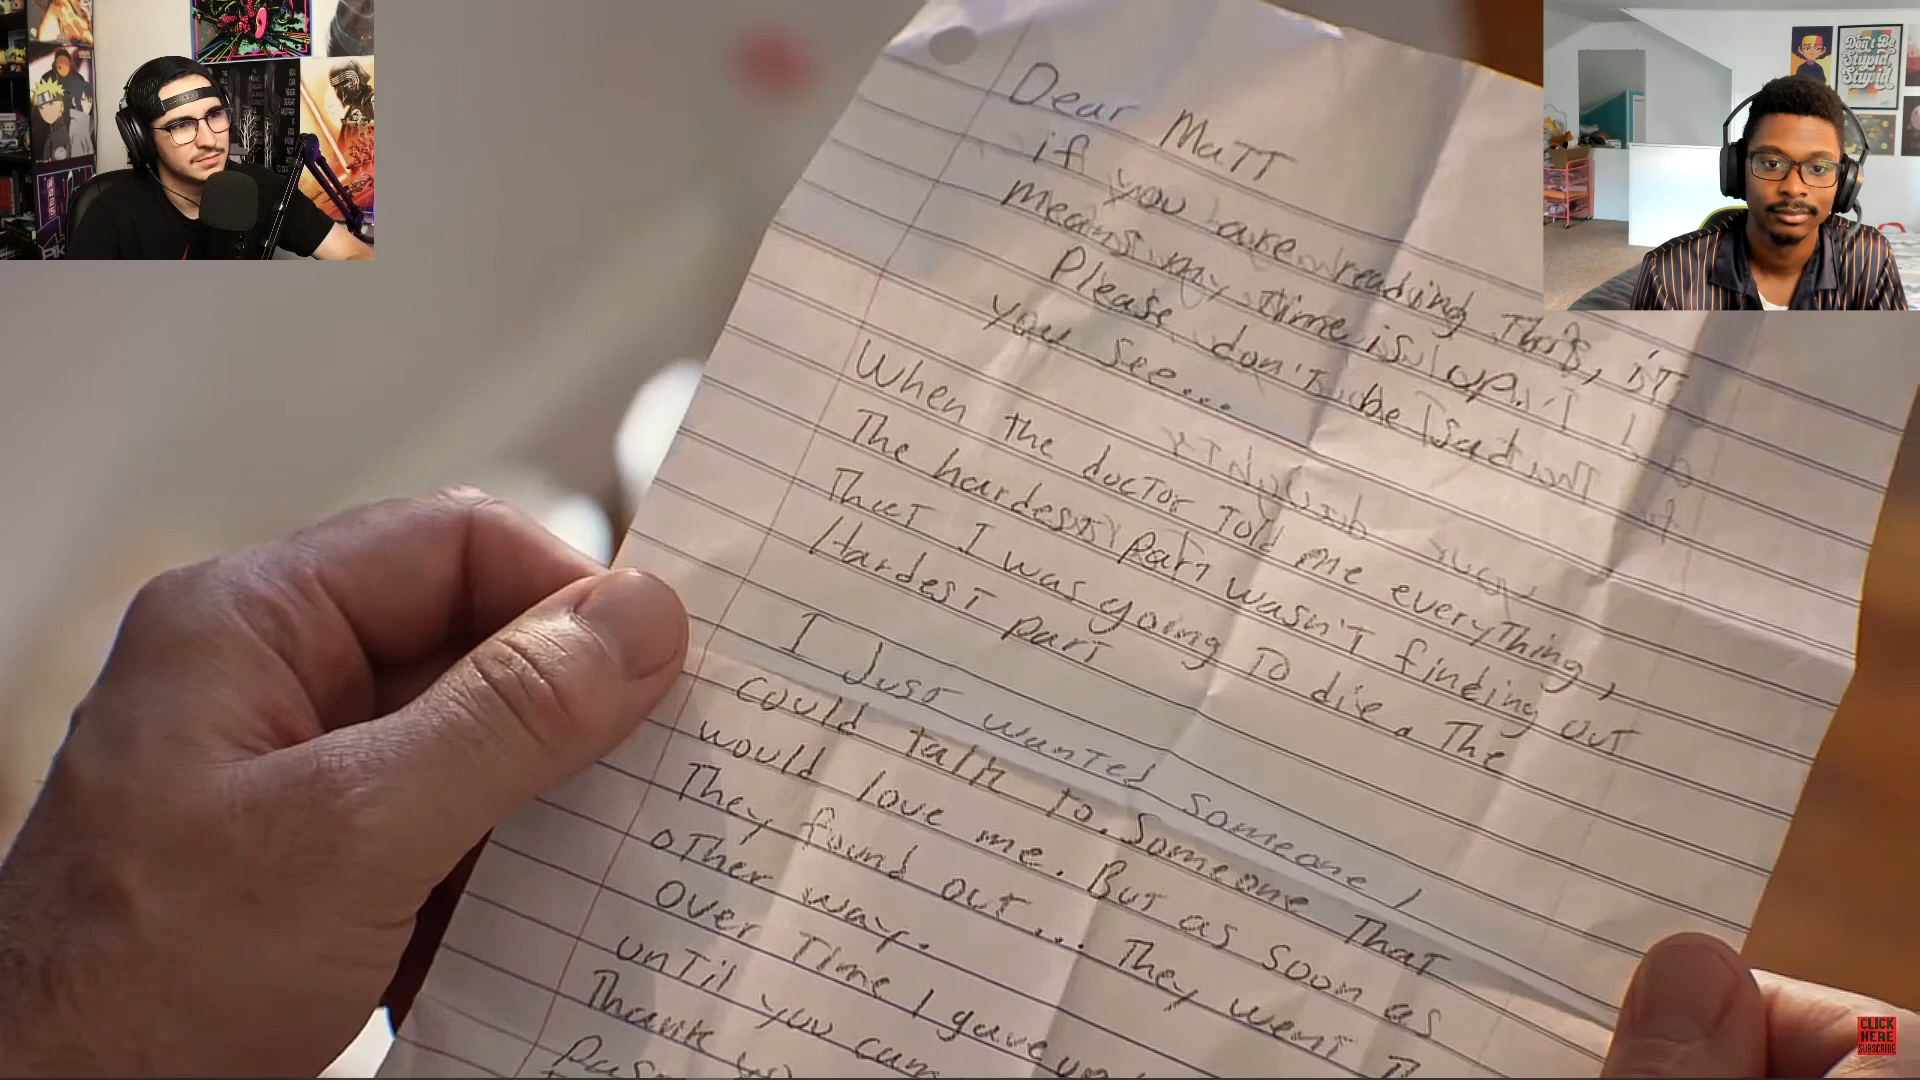 Dear Matt
if you are reading this, it
means my time is up.
Please don't be sad
you see...
When the doctor told me everything,
The hardest part wasn't finding out
That I was going to die. The
Hardest part
I Just wanted someone I
could talk to. Someone That
would love me. But as soon as
They found out... They went
other way.
Over Time I gave up
until you came
Thank you
Don't Be
Stupid
Stupid
CLICK
HERE
SUBSCRIBE